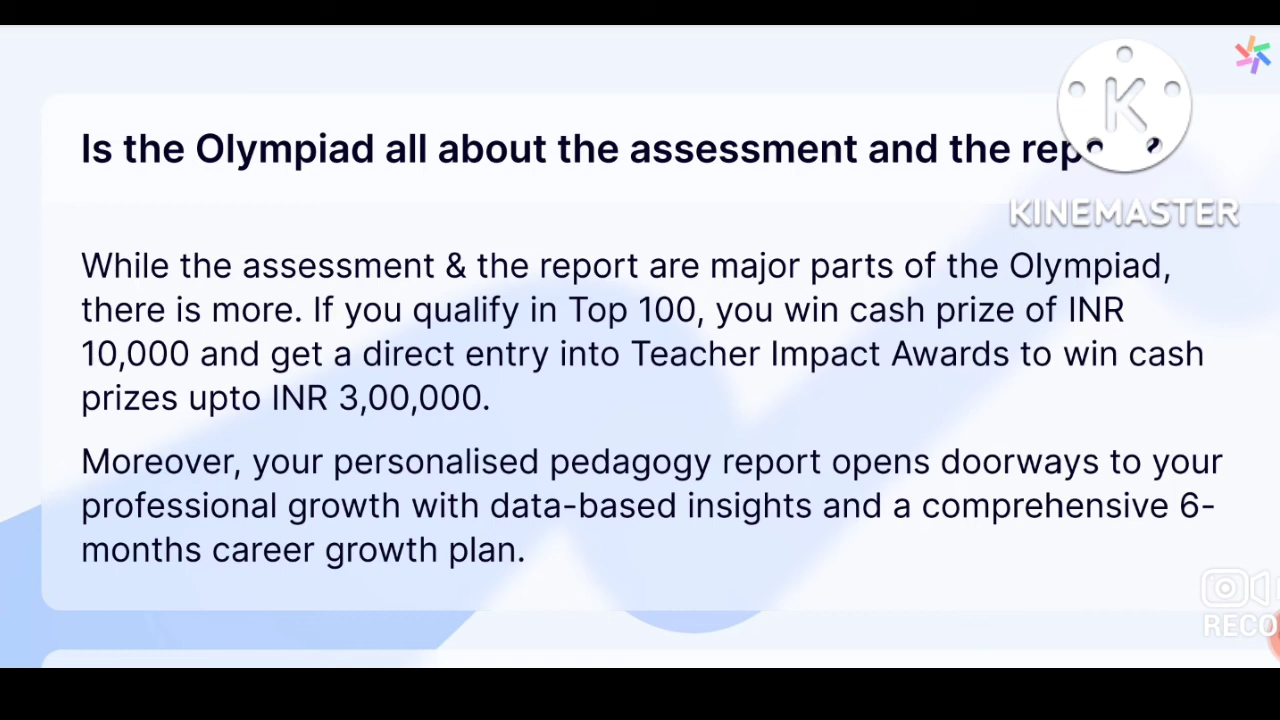 Is the Olympiad all about the assessment and the
KINEMASTER
While the assessment & the report are major parts of the Olympiad,
there is more. If you qualify in Top 100, you win cash prize of INR
10,000 and get a direct entry into Teacher Impact Awards to win cash
prizes upto INR 3,00,000.
Moreover, your personalised pedagogy report opens doorways to your
professional growth with data-based insights and a comprehensive 6-
months career growth plan.